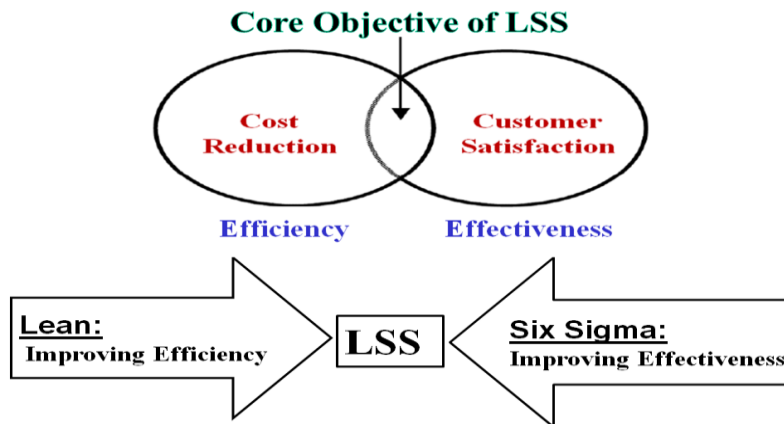 Core Objective of LSS
Cost
Reduction
Customer
Satisfaction
Efficiency
Effectiveness
Lean:
Improving Efficiency
LSS
Six Sigma:
Improving Effectiveness